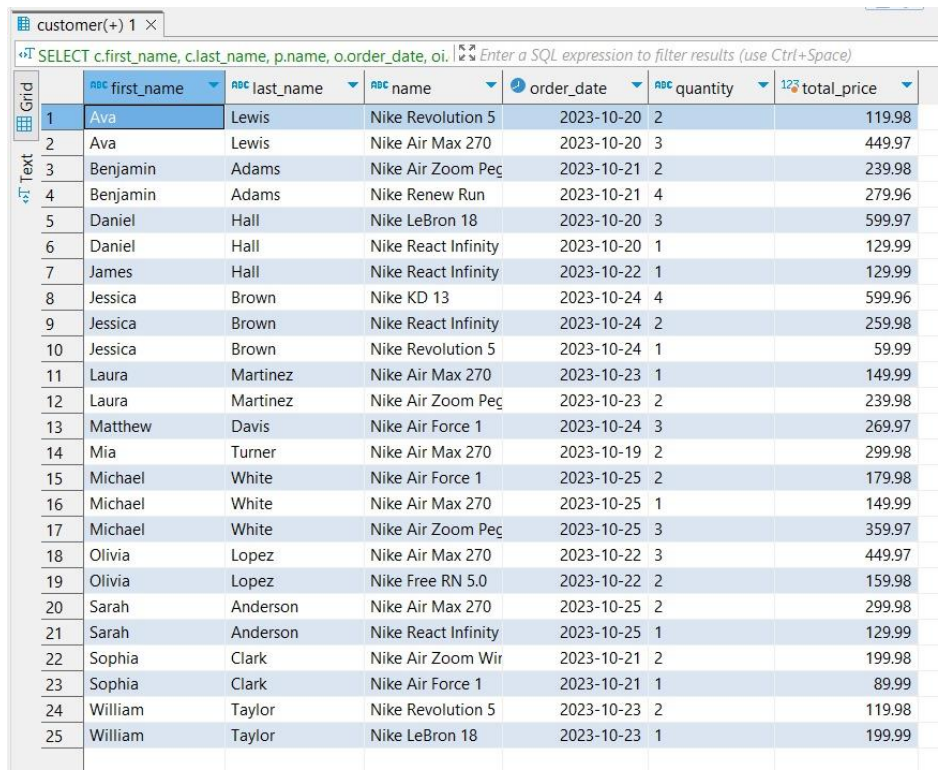 customer(+) 1
SELECT c.first_name, c.last_name, p.name, o.order_date, oi. Enter a SQL expression to filter results (use Ctrl+Space)
Grid
Text
ABC first_name ABC last_name ABC name order_date ABC quantity 123 total_price
1 Ava Lewis Nike Revolution 5 2023-10-20 2 119.98
2 Ava Lewis Nike Air Max 270 2023-10-20 3 449.97
3 Benjamin Adams Nike Air Zoom Peg 2023-10-21 2 239.98
4 Benjamin Adams Nike Renew Run 2023-10-21 4 279.96
5 Daniel Hall Nike LeBron 18 2023-10-20 3 599.97
6 Daniel Hall Nike React Infinity 2023-10-20 1 129.99
7 James Hall Nike React Infinity 2023-10-22 1 129.99
8 Jessica Brown Nike KD 13 2023-10-24 4 599.96
9 Jessica Brown Nike React Infinity 2023-10-24 2 259.98
10 Jessica Brown Nike Revolution 5 2023-10-24 1 59.99
11 Laura Martinez Nike Air Max 270 2023-10-23 1 149.99
12 Laura Martinez Nike Air Zoom Peg 2023-10-23 2 239.98
13 Matthew Davis Nike Air Force 1 2023-10-24 3 269.97
14 Mia Turner Nike Air Max 270 2023-10-19 2 299.98
15 Michael White Nike Air Force 1 2023-10-25 2 179.98
16 Michael White Nike Air Max 270 2023-10-25 1 149.99
17 Michael White Nike Air Zoom Peg 2023-10-25 3 359.97
18 Olivia Lopez Nike Air Max 270 2023-10-22 3 449.97
19 Olivia Lopez Nike Free RN 5.0 2023-10-22 2 159.98
20 Sarah Anderson Nike Air Max 270 2023-10-25 2 299.98
21 Sarah Anderson Nike React Infinity 2023-10-25 1 129.99
22 Sophia Clark Nike Air Zoom Wir 2023-10-21 2 199.98
23 Sophia Clark Nike Air Force 1 2023-10-21 1 89.99
24 William Taylor Nike Revolution 5 2023-10-23 2 119.98
25 William Taylor Nike LeBron 18 2023-10-23 1 199.99